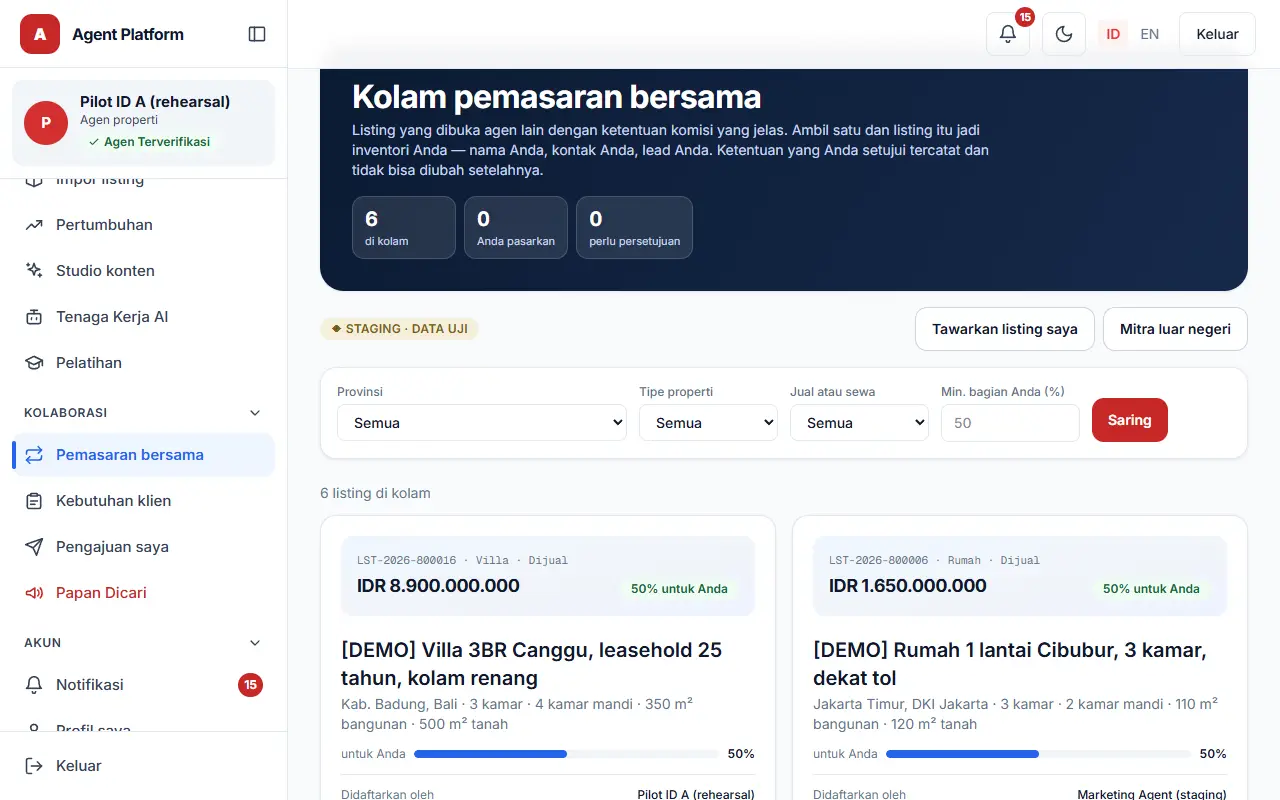 A
Agent Platform
15
ID
EN
Keluar
Pilot ID A (rehearsal)
Agen properti
Agen Terverifikasi
P
Impor listing
Pertumbuhan
Studio konten
Tenaga Kerja AI
Pelatihan
KOLABORASI
Pemasaran bersama
Kebutuhan klien
Pengajuan saya
Papan Dicari
AKUN
Notifikasi
15
Profil saya
Keluar
Kolam pemasaran bersama
Listing yang dibuka agen lain dengan ketentuan komisi yang jelas. Ambil satu dan listing itu jadi
inventori Anda — nama Anda, kontak Anda, lead Anda. Ketentuan yang Anda setujui tercatat dan
tidak bisa diubah setelahnya.
6
di kolam
0
Anda pasarkan
0
perlu persetujuan
◆ STAGING · DATA UJI
Tawarkan listing saya
Mitra luar negeri
Provinsi
Semua
Tipe properti
Semua
Jual atau sewa
Semua
Min. bagian Anda (%)
50
Saring
6 listing di kolam
LST-2026-800016 · Villa · Dijual
IDR 8.900.000.000
50% untuk Anda
[DEMO] Villa 3BR Canggu, leasehold 25
tahun, kolam renang
Kab. Badung, Bali · 3 kamar · 4 kamar mandi · 350 m²
bangunan · 500 m² tanah
untuk Anda
50%
Didaftarkan oleh
Pilot ID A (rehearsal)
LST-2026-800006 · Rumah · Dijual
IDR 1.650.000.000
50% untuk Anda
[DEMO] Rumah 1 lantai Cibubur, 3 kamar,
dekat tol
Jakarta Timur, DKI Jakarta · 3 kamar · 2 kamar mandi · 110 m²
bangunan · 120 m² tanah
untuk Anda
50%
Didaftarkan oleh
Marketing Agent (staging)